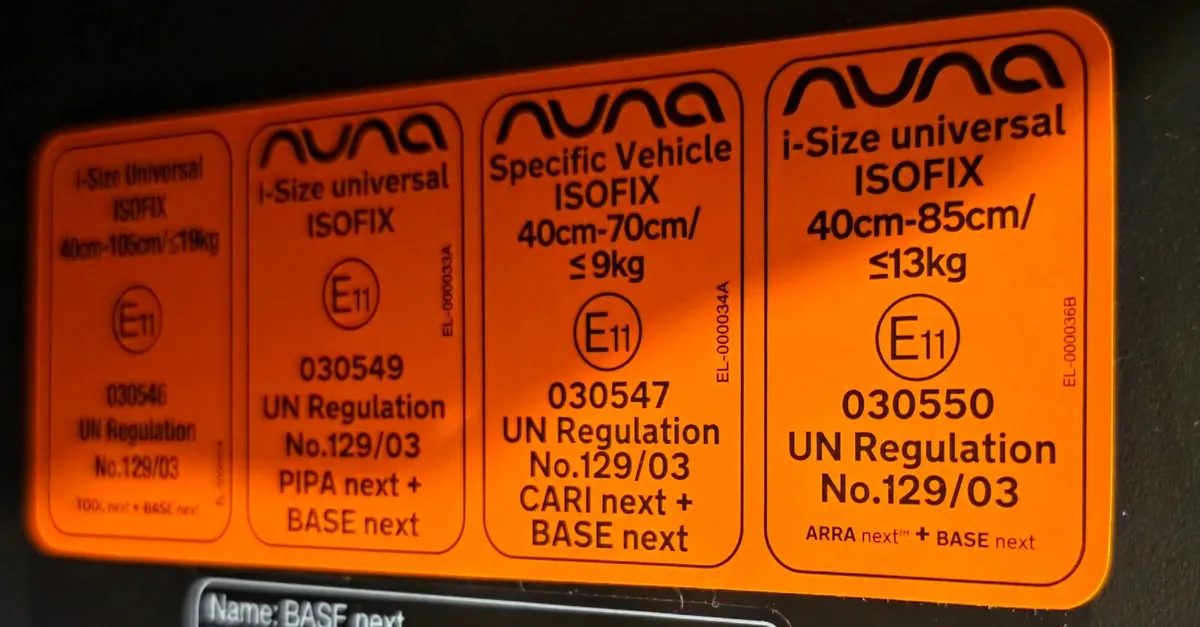 i-Size Universal
ISOFIX
40cm-105cm/≤19kg
E11
030546
UN Regulation
No.129/03
next + BASE next
nuna
i-Size universal
ISOFIX
E11
EL-000033A
030549
UN Regulation
No.129/03
PIPA next +
BASE next
nuna
Specific Vehicle
ISOFIX
40cm-70cm/
≤9kg
E11
EL-000034A
030547
UN Regulation
No.129/03
CARI next +
BASE next
nuna
i-Size universal
ISOFIX
40cm-85cm/
≤13kg
E11
EL-000036B
030550
UN Regulation
No.129/03
ARRA next™ + BASE next
Name: BASE next